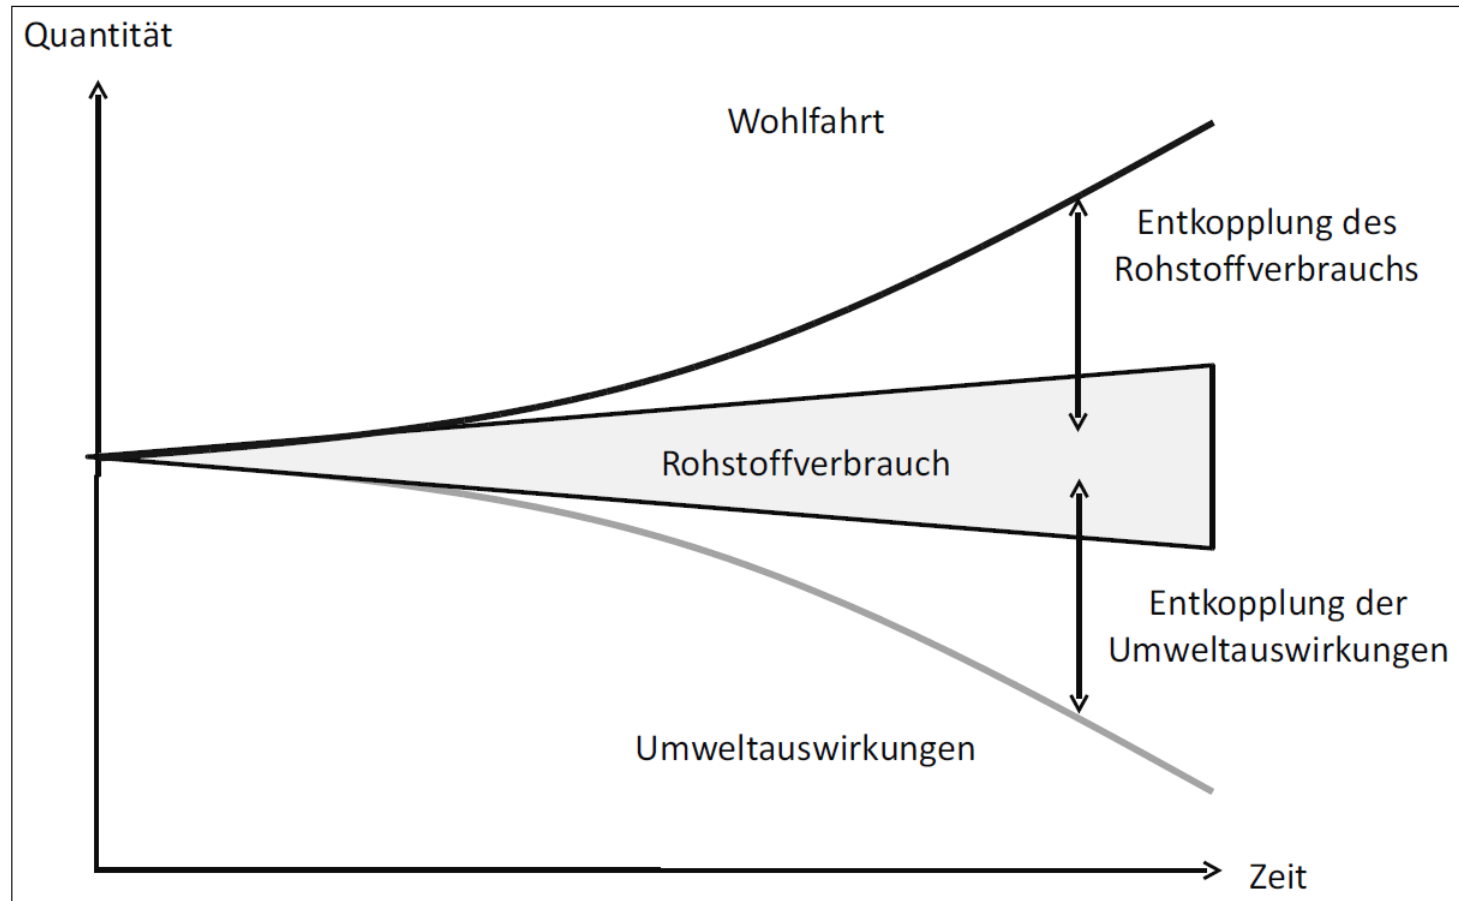 Quantität
Wohlfahrt
Entkopplung des
Rohstoffverbrauchs
Rohstoffverbrauch
Entkopplung der
Umweltauswirkungen
Umweltauswirkungen
Zeit